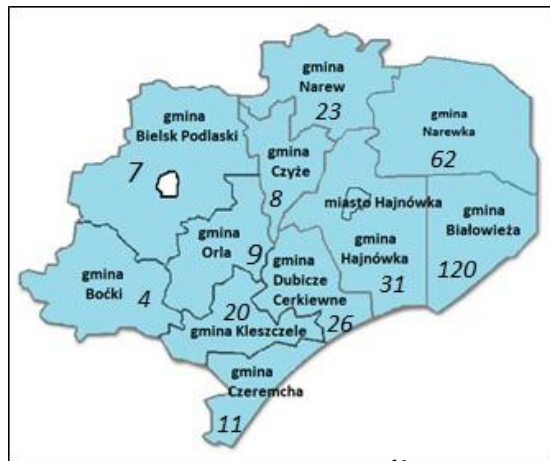 gmina
Narew
23
gmina
Bielsk Podlaski
7
gmina
Narewka
62
gmina
Czyże
8
miasto Hajnówka
gmina
Białowieża
120
gmina
Orla
9
gmina
Hajnówka
31
gmina
Dubicze
Cerkiewne
26
gmina
Boćki
4
20
gmina Kleszczele
gmina
Czeremcha
11